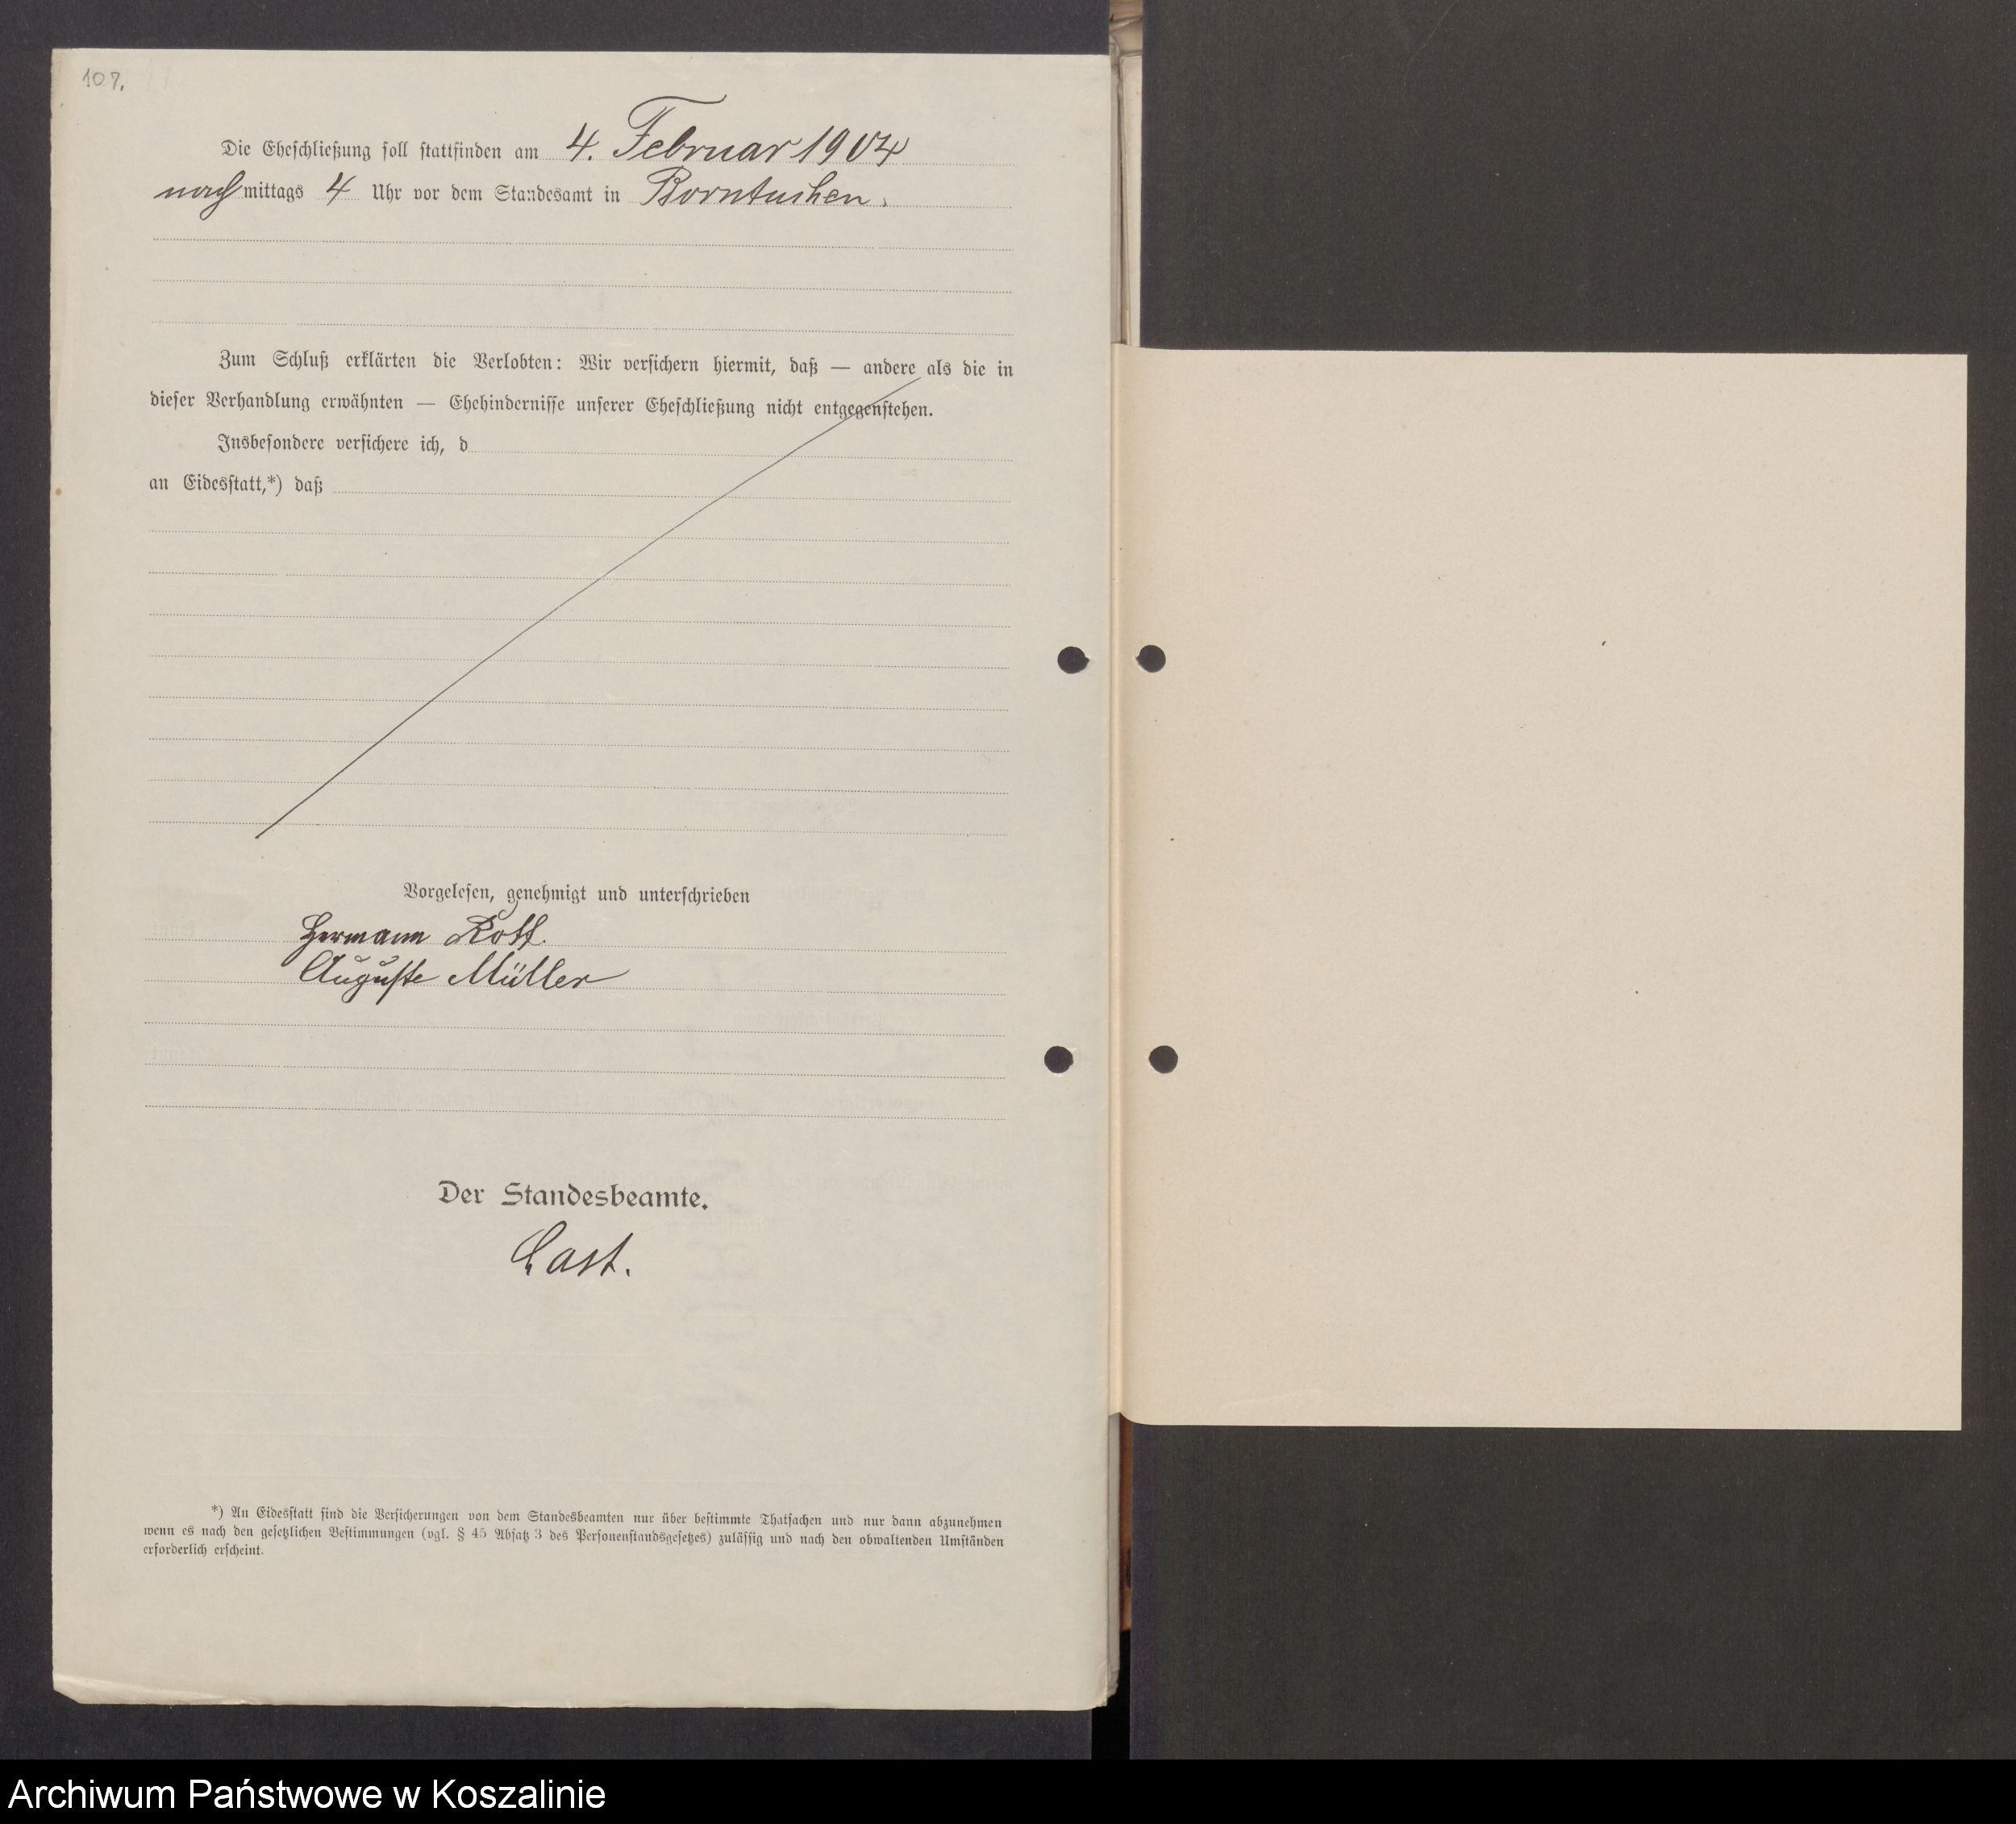 107.
Die Eheschließung soll stattfinden am 4. Februar 1904
nachmittags 4 Uhr vor dem Standesamt in Borntuchen.
Zum Schluß erklärten die Verlobten: Wir versichern hiermit, daß — andere als die in
dieser Verhandlung erwähnten — Ehehindernisse unserer Eheschließung nicht entgegenstehen.
Insbesondere versichere ich, d
an Eidesstatt,*) daß
Vorgelesen, genehmigt und unterschrieben
Hermann
Auguste Müller
Der Standesbeamte.
Last.
*) An Eidesstatt sind die Versicherungen von dem Standesbeamten nur über bestimmte Thatsachen und nur dann abzunehmen
wenn es nach den gesetzlichen Bestimmungen (vgl. § 45 Absatz 3 des Personenstandsgesetzes) zulässig und nach den obwaltenden Umständen
erforderlich erscheint.
Archiwum Państwowe w Koszalinie